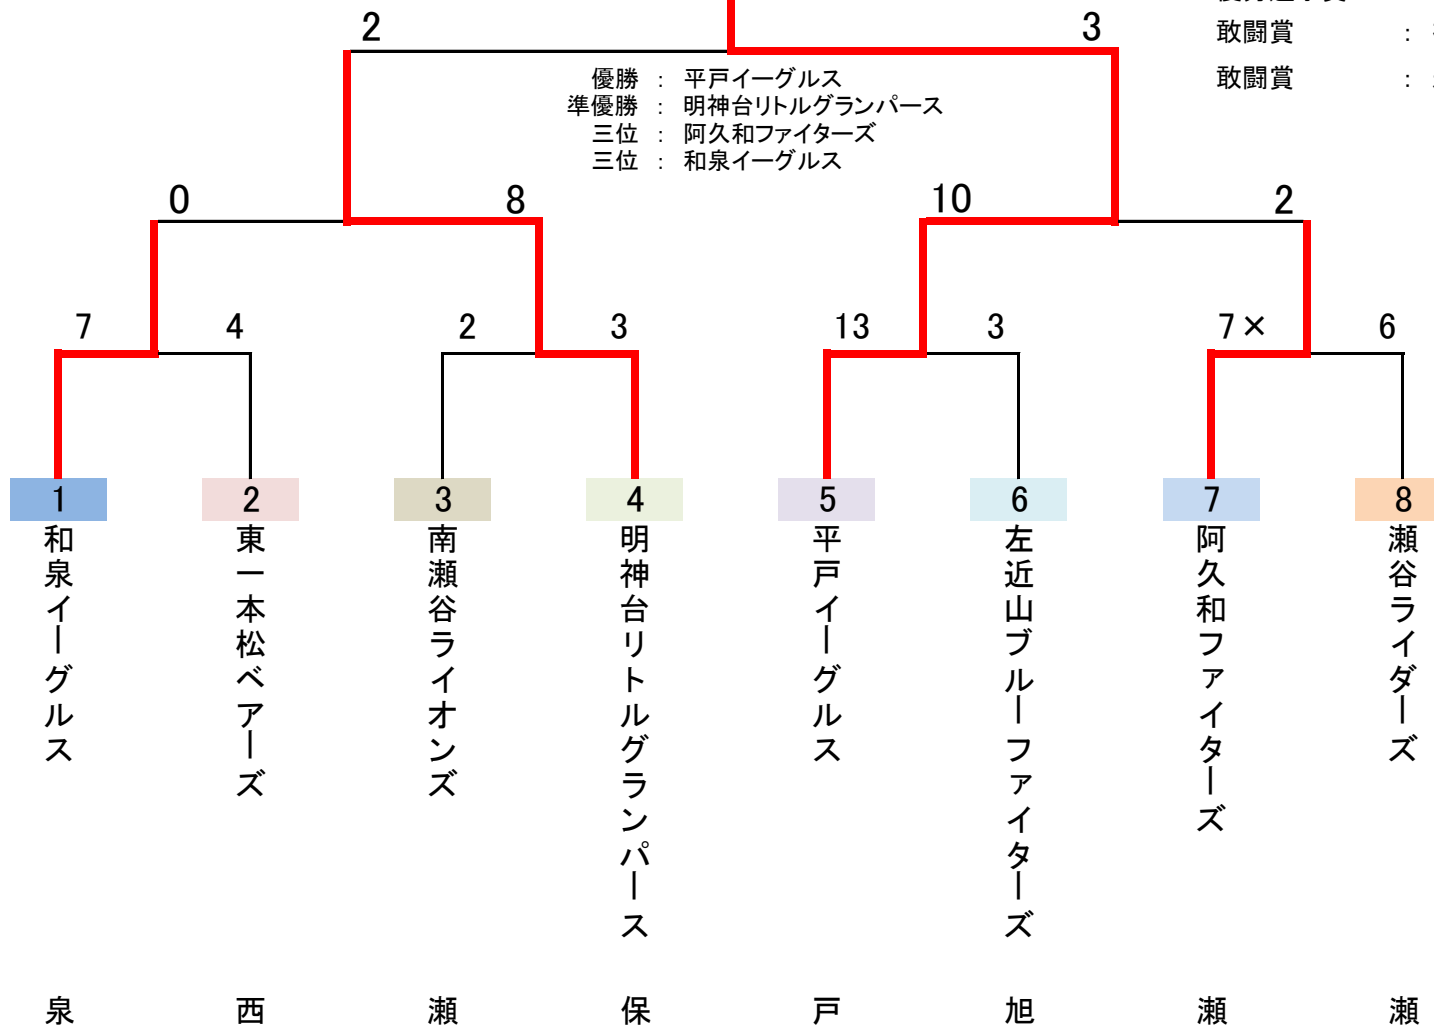 2
3
敢闘賞 :
敢闘賞 :
優勝 : 平戸イーグルス
準優勝 : 明神台リトルグランパース
三位 : 阿久和ファイターズ
三位 : 和泉イーグルス
0
8
10
2
7
4
2
3
13
3
7×
6
1
2
3
4
5
6
7
8
和泉イーグルス
東一本松ベアーズ
南瀬谷ライオンズ
明神台リトルグランパース
平戸イーグルス
左近山ブルーファイターズ
阿久和ファイターズ
瀬谷ライダーズ
泉
西
瀬
保
戸
旭
瀬
瀬